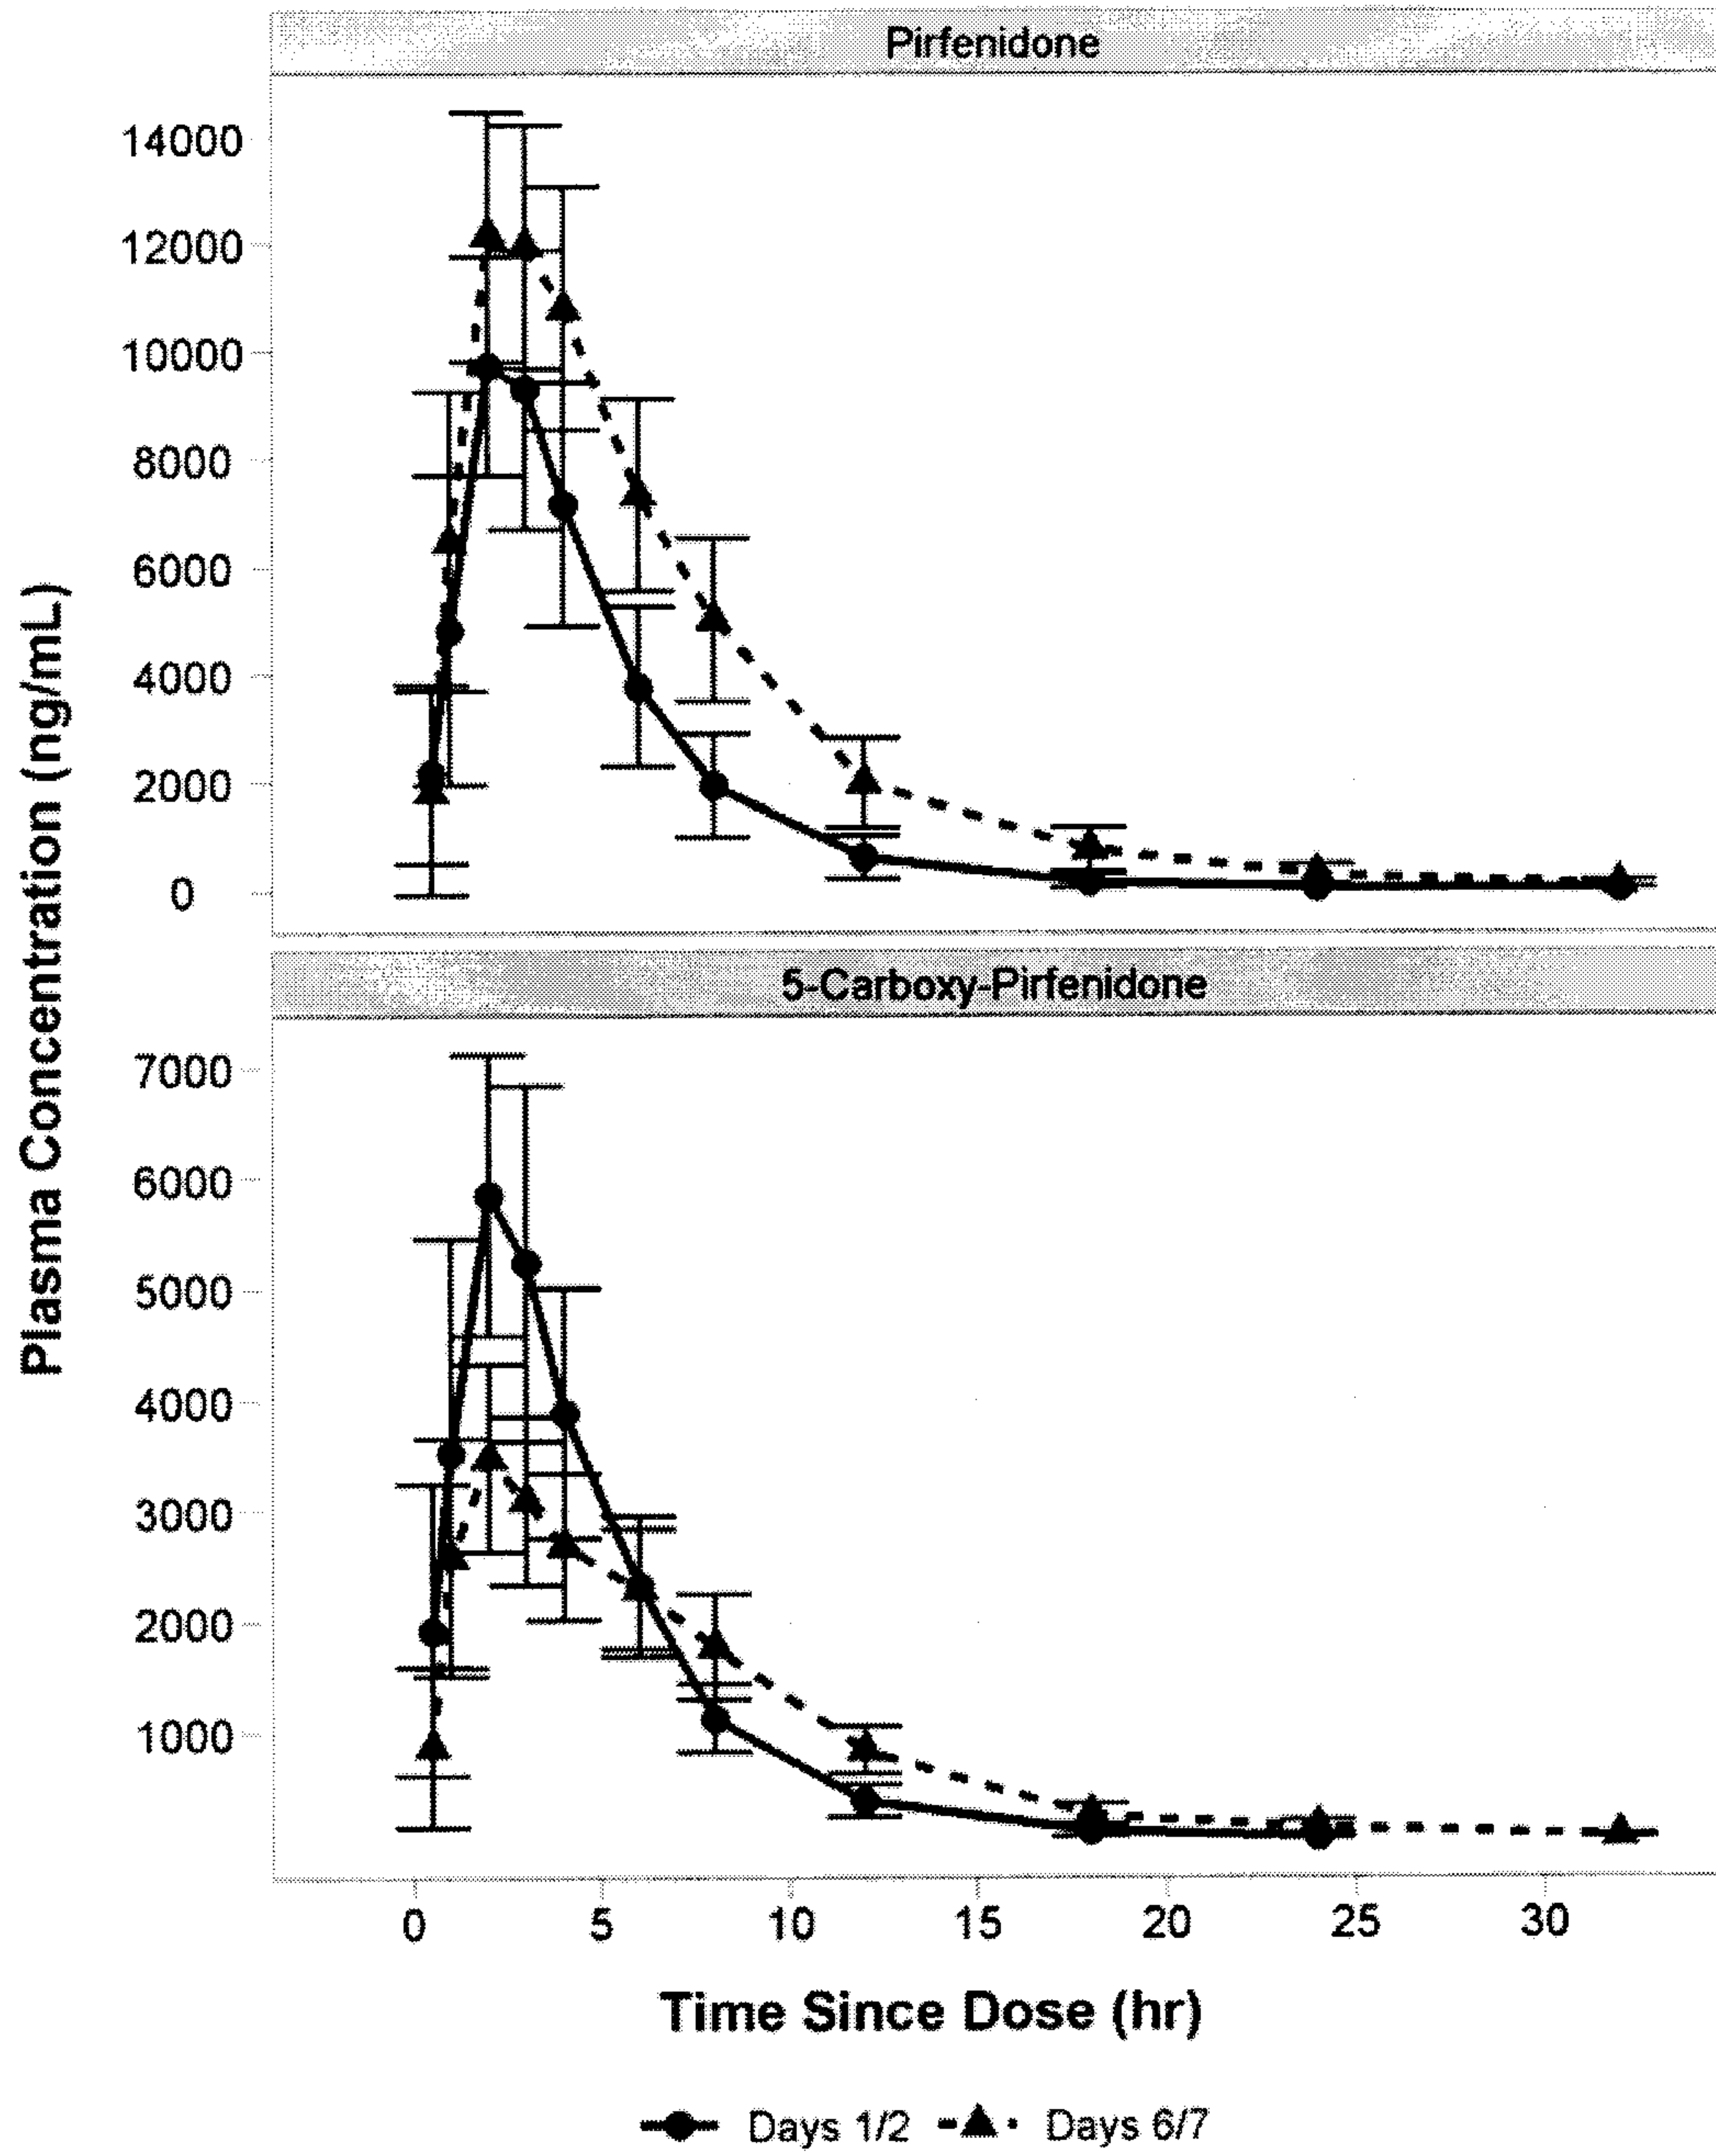 Pirfenidone
14000
12000
10000
8000
6000
4000
2000
0
Plasma Concentration (ng/mL)
5-Carboxy-Pirfenidone
7000
6000
5000
4000
3000
2000
1000
0 5 10 15 20 25 30
Time Since Dose (hr)
Days 1/2 Days 6/7